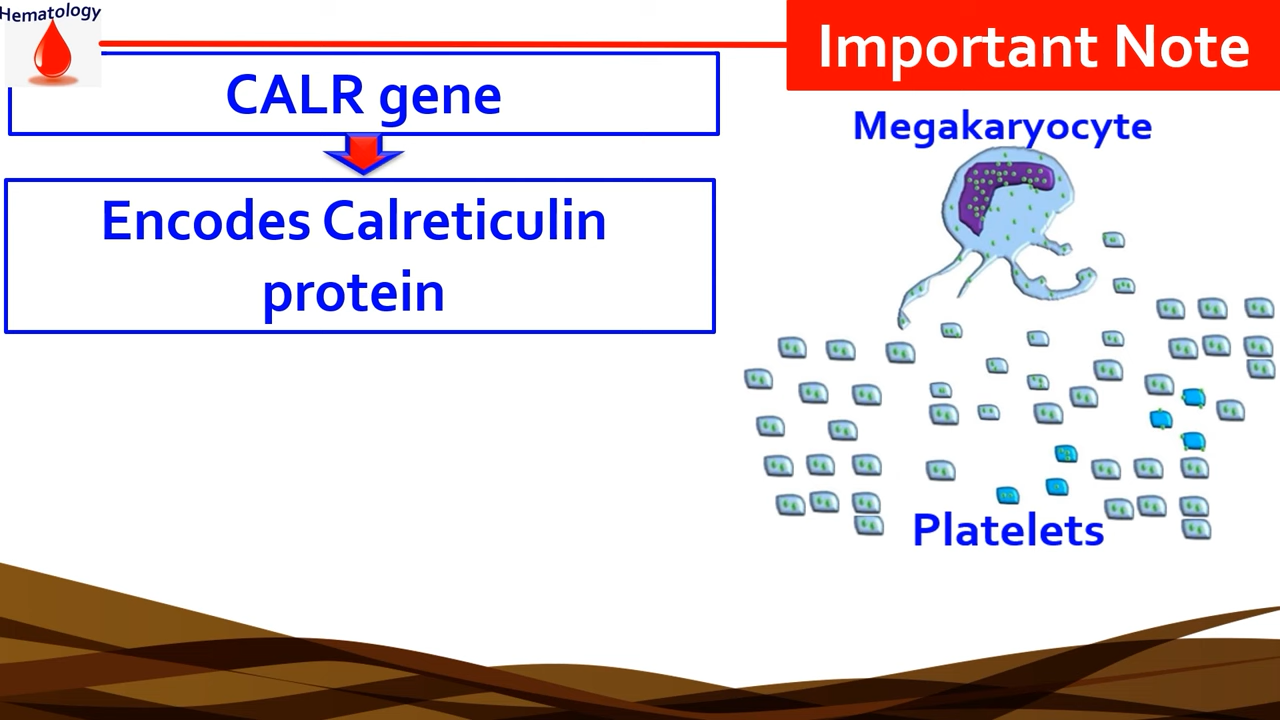 Hematology
Important Note
CALR gene
Encodes Calreticulin
protein
Megakaryocyte
Platelets